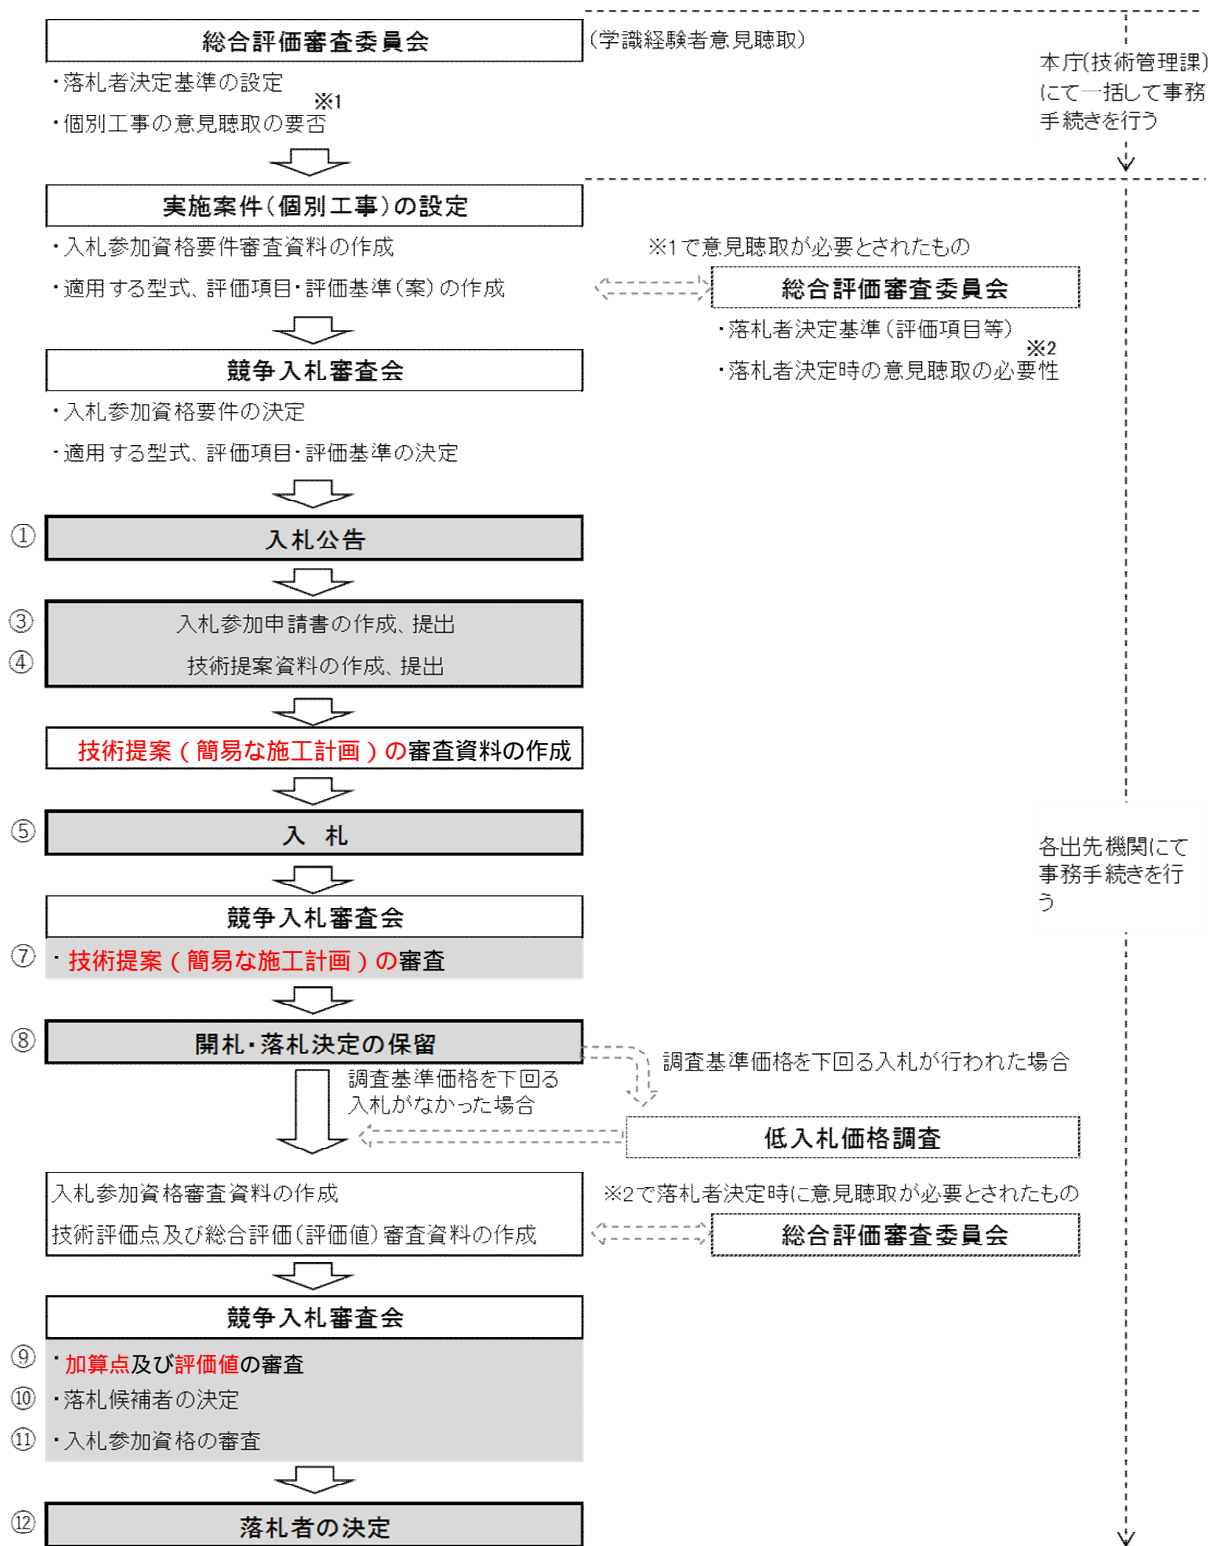 総合評価審査委員会
(学識経験者意見聴取)
・落札者決定基準の設定
※1
・個別工事の意見聴取の要否
本庁(技術管理課)
にて一括して事務
手続きを行う
実施案件(個別工事)の設定
・入札参加資格要件審査資料の作成
・適用する型式、評価項目・評価基準(案)の作成
※1で意見聴取が必要とされたもの
総合評価審査委員会
・落札者決定基準(評価項目等)
※2
・落札者決定時の意見聴取の必要性
競争入札審査会
・入札参加資格要件の決定
・適用する型式、評価項目・評価基準の決定
① 入札公告
③ 入札参加申請書の作成、提出
④ 技術提案資料の作成、提出
技術提案(簡易な施工計画)の審査資料の作成
⑤ 入 札
各出先機関にて
事務手続きを行
う
競争入札審査会
⑦ ・技術提案(簡易な施工計画)の審査
⑧ 開札・落札決定の保留
調査基準価格を下回る
入札がなかった場合
調査基準価格を下回る入札が行われた場合
低入札価格調査
入札参加資格審査資料の作成
技術評価点及び総合評価(評価値)審査資料の作成
※2で落札者決定時に意見聴取が必要とされたもの
総合評価審査委員会
競争入札審査会
⑨ ・加算点及び評価値の審査
⑩ ・落札候補者の決定
⑪ ・入札参加資格の審査
⑫ 落札者の決定